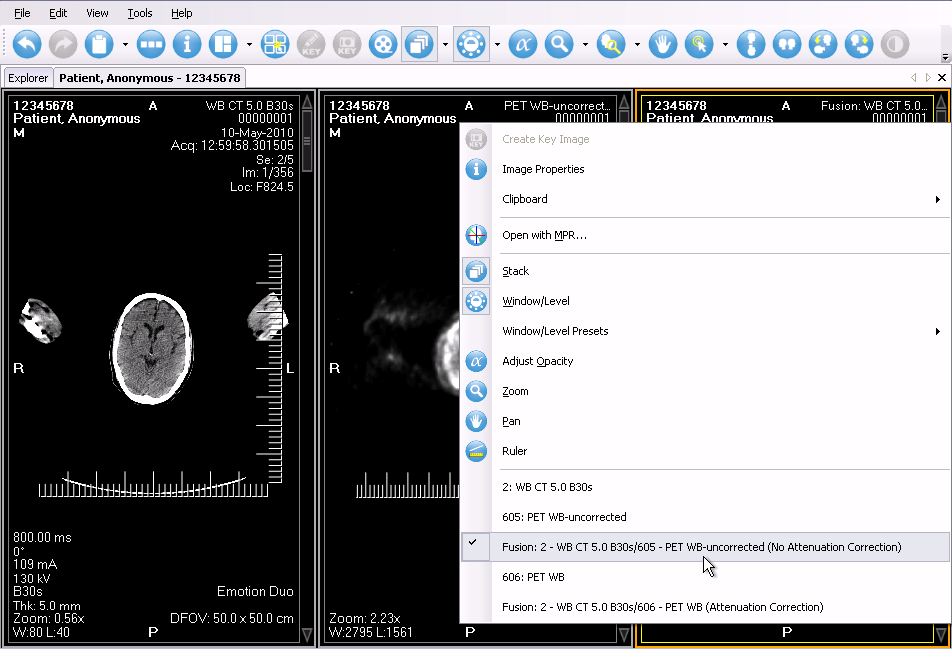 File Edit View Tools Help
Explorer Patient, Anonymous - 12345678
12345678 A WB CT 5.0 B30s
Patient, Anonymous 00000001
M 10-May-2010
Acq: 12:59:58.301505
Se: 2/5
Im: 1/356
Loc: F824.5
R L
800.00 ms
0°
109 mA
130 kV
B30s Emotion Duo
Thk: 5.0 mm
Zoom: 0.56x DFOV: 50.0 x 50.0 cm
W:80 L:40 P
12345678 A PET WB-uncorrect...
Patient, Anonymous 00000001
M
R
Zoom: 2.23x
W:2795 L:1561 P
12345678 A Fusion: WB CT 5.0...
Patient, Anonymous 00000001
P
KEY
KEY
α
KEY Create Key Image
i Image Properties
Clipboard
Open with MPR...
Stack
Window/Level
Window/Level Presets
α Adjust Opacity
Zoom
Pan
Ruler
2: WB CT 5.0 B30s
605: PET WB-uncorrected
Fusion: 2 - WB CT 5.0 B30s/605 - PET WB-uncorrected (No Attenuation Correction)
606: PET WB
Fusion: 2 - WB CT 5.0 B30s/606 - PET WB (Attenuation Correction)